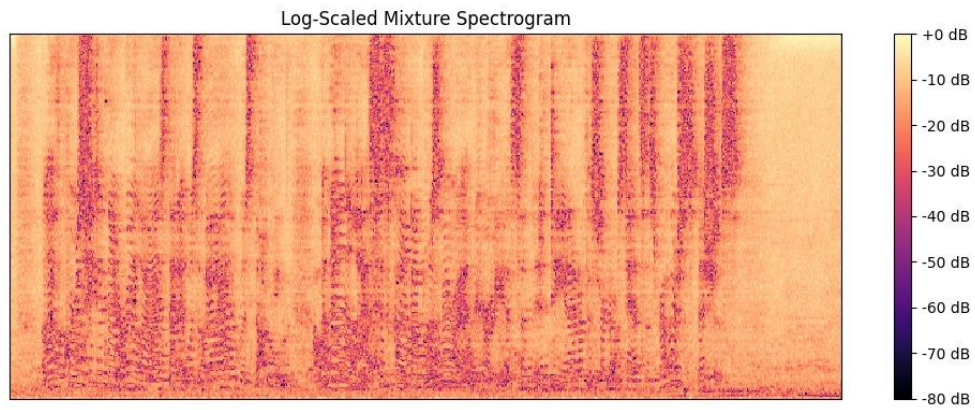 Log-Scaled Mixture Spectrogram
+0 dB
-10 dB
-20 dB
-30 dB
-40 dB
-50 dB
-60 dB
-70 dB
-80 dB